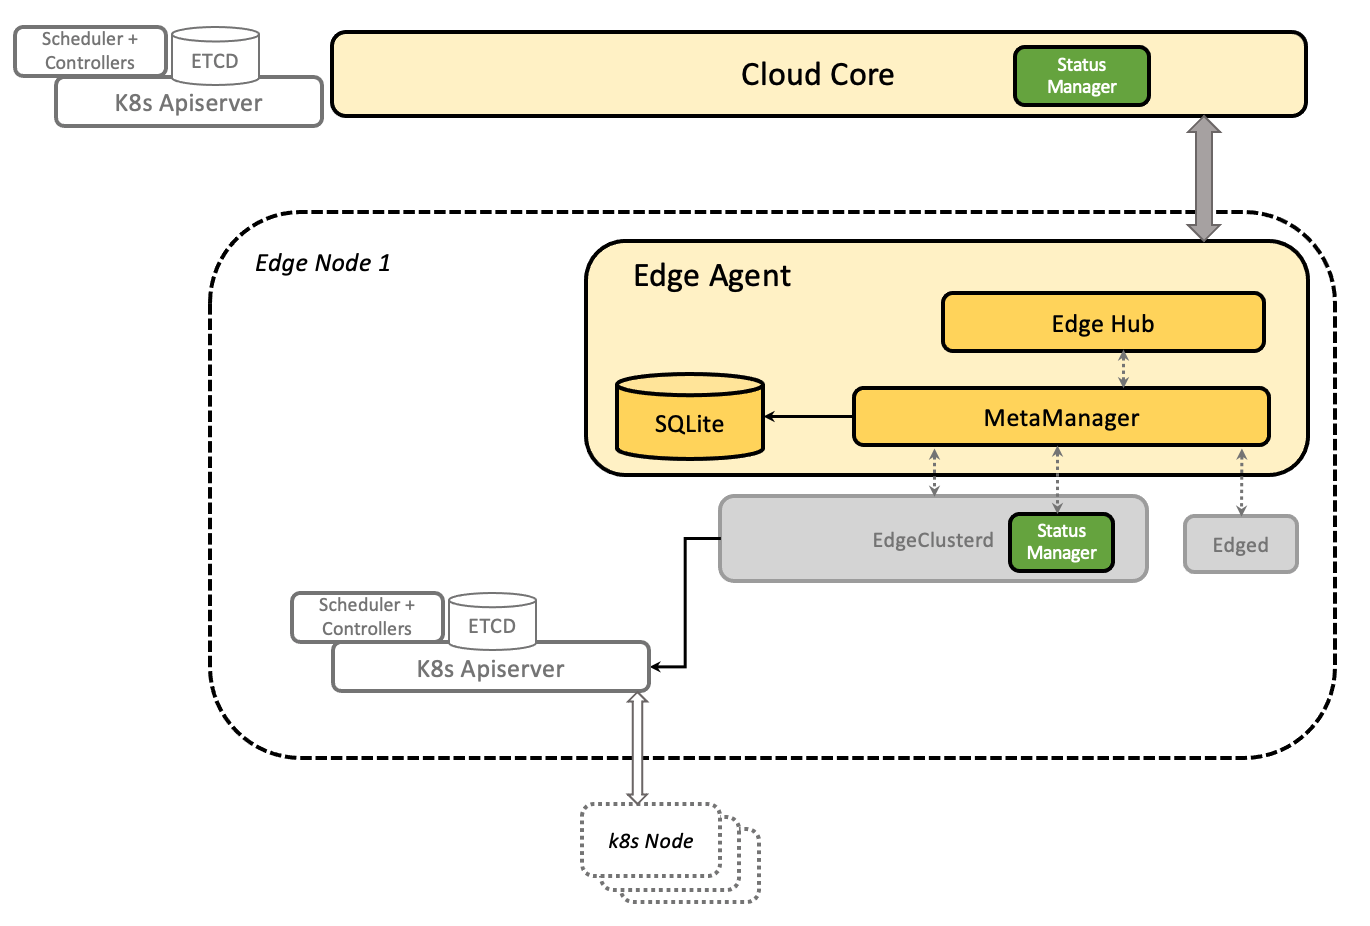 Scheduler +
Controllers
ETCD
K8s Apiserver
Cloud Core
Status
Manager
Edge Node 1
Edge Agent
Edge Hub
SQLite
MetaManager
EdgeClusterd
Status
Manager
Edged
Scheduler +
Controllers
ETCD
K8s Apiserver
k8s Node